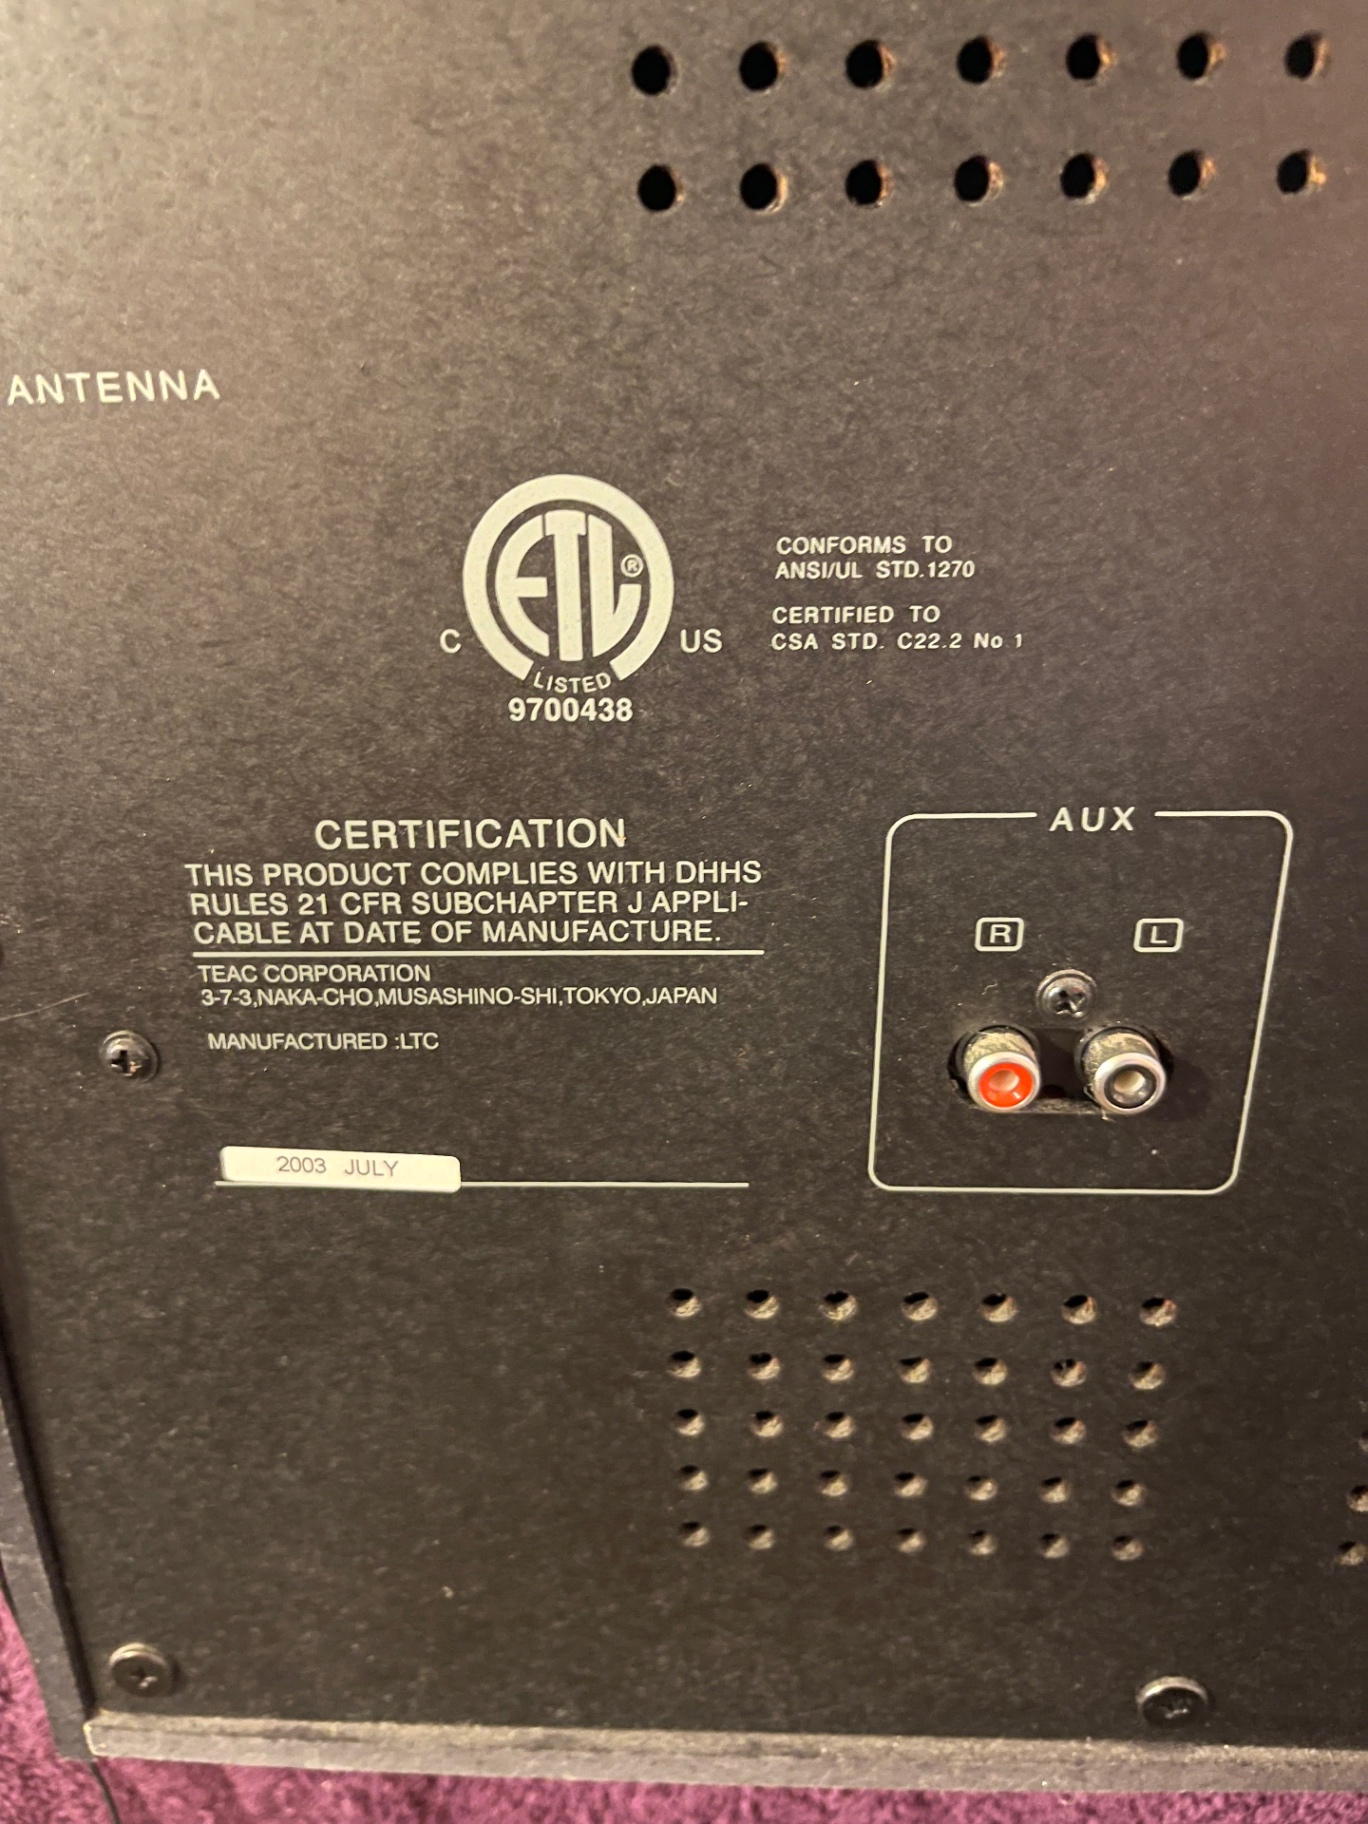 ANTENNA
ETL®
C US
LISTED
9700438
CONFORMS TO
ANSI/UL STD.1270
CERTIFIED TO
CSA STD. C22.2 No 1
CERTIFICATION
THIS PRODUCT COMPLIES WITH DHHS
RULES 21 CFR SUBCHAPTER J APPLI-
CABLE AT DATE OF MANUFACTURE.
TEAC CORPORATION
3-7-3,NAKA-CHO,MUSASHINO-SHI,TOKYO,JAPAN
MANUFACTURED :LTC
2003 JULY
AUX
R L